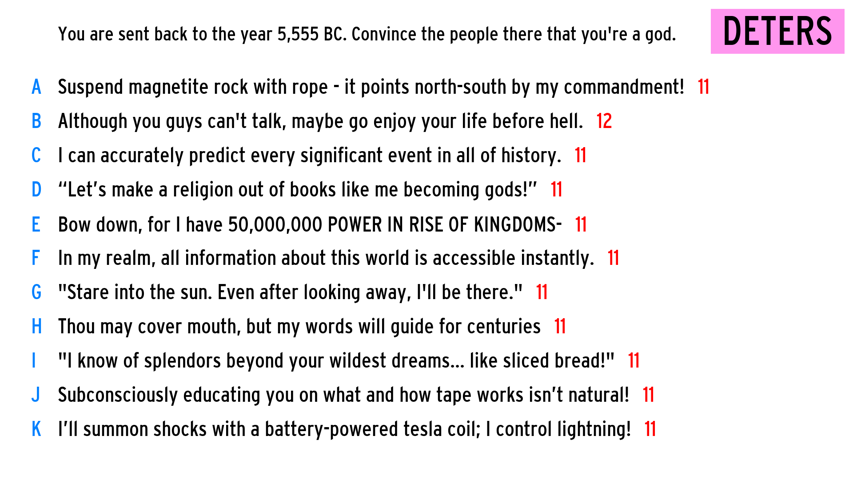 You are sent back to the year 5,555 BC. Convince the people there that you're a god.
DETERS
A Suspend magnetite rock with rope - it points north-south by my commandment! 11
B Although you guys can't talk, maybe go enjoy your life before hell. 12
C I can accurately predict every significant event in all of history. 11
D “Let’s make a religion out of books like me becoming gods!” 11
E Bow down, for I have 50,000,000 POWER IN RISE OF KINGDOMS- 11
F In my realm, all information about this world is accessible instantly. 11
G "Stare into the sun. Even after looking away, I'll be there." 11
H Thou may cover mouth, but my words will guide for centuries 11
I "I know of splendors beyond your wildest dreams... like sliced bread!" 11
J Subconsciously educating you on what and how tape works isn’t natural! 11
K I’ll summon shocks with a battery-powered tesla coil; I control lightning! 11